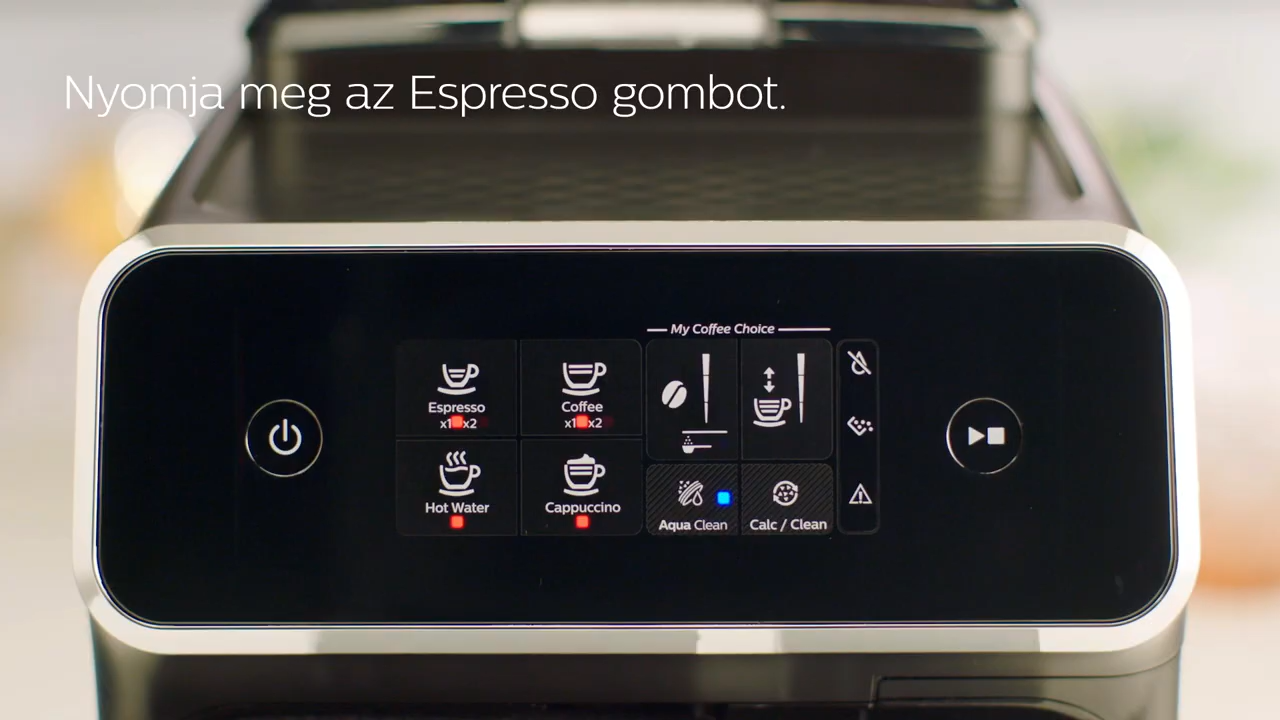 Nyomja meg az Espresso gombot.
My Coffee Choice
Espresso
x1 x2
Coffee
x1 x2
Hot Water
Cappuccino
Aqua Clean
Calc / Clean